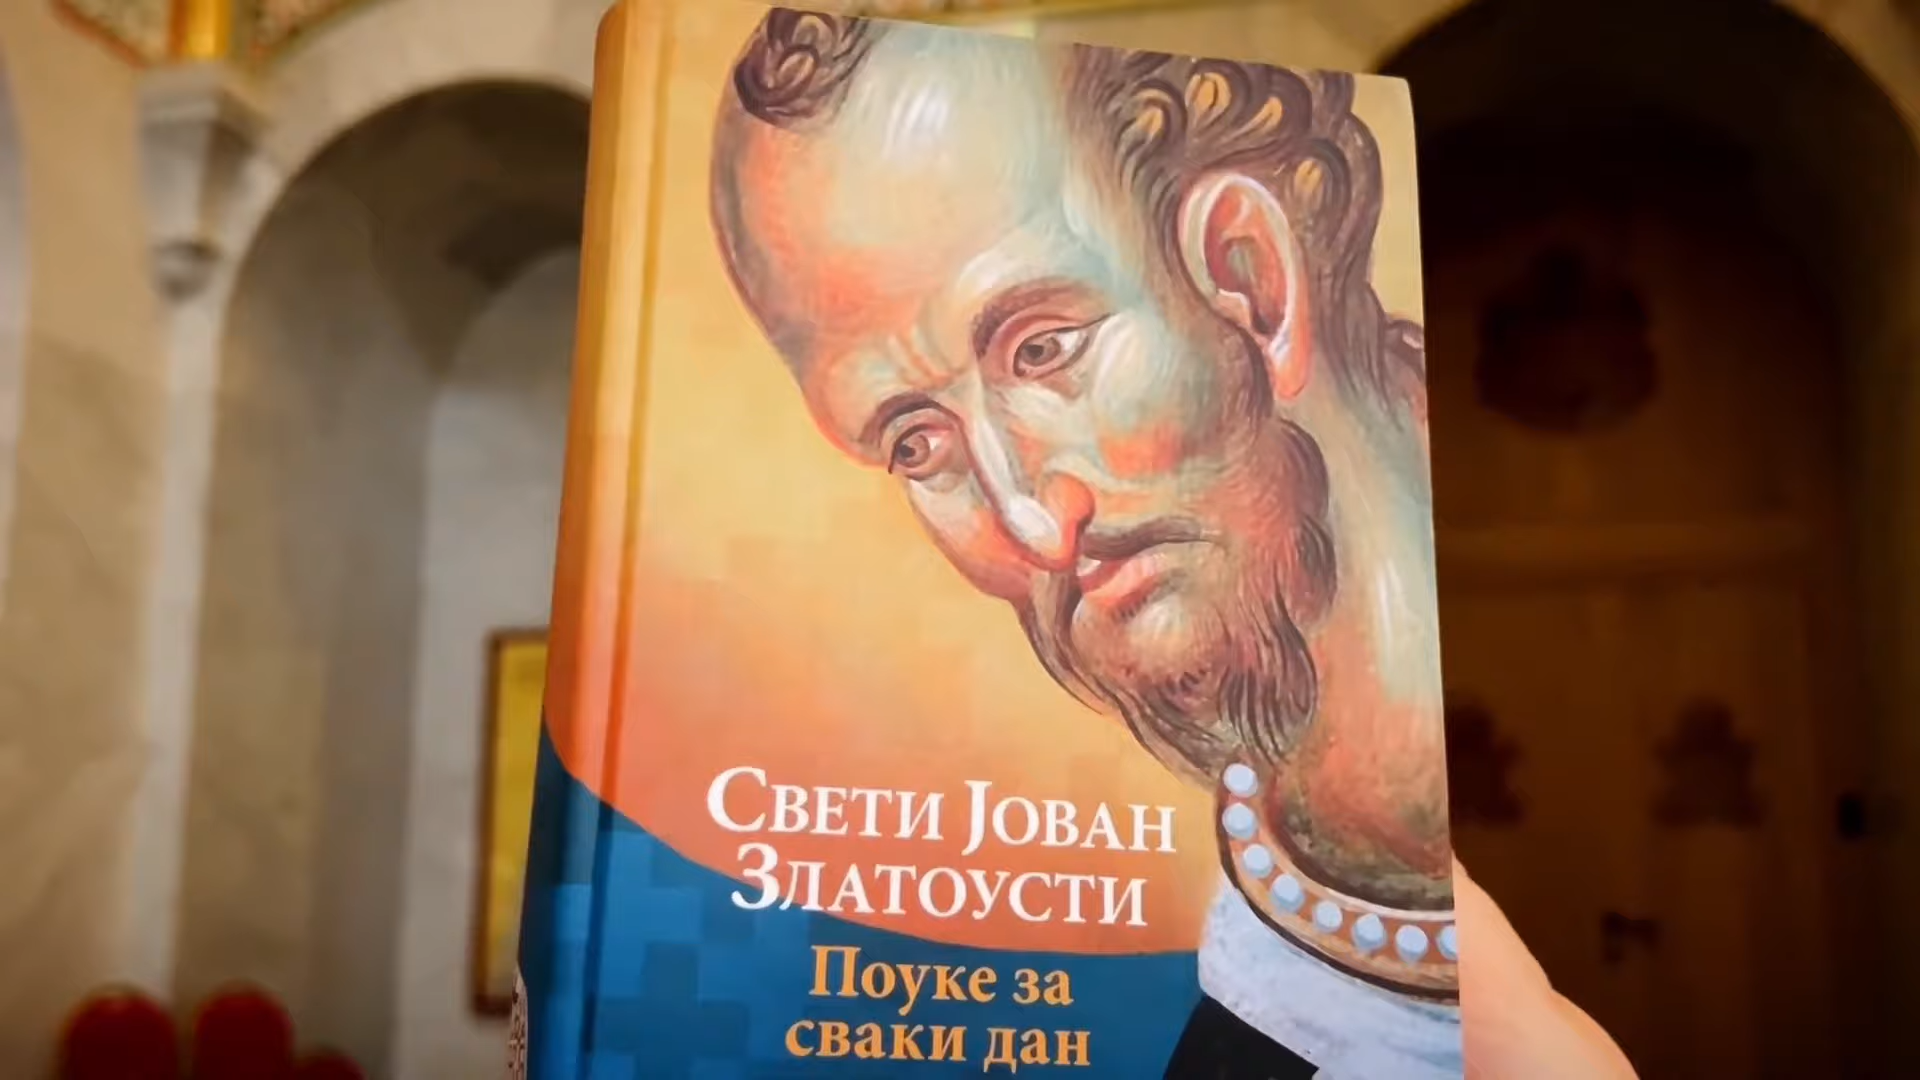 Свети Јован
Златоусти
Поуке за
сваки дан